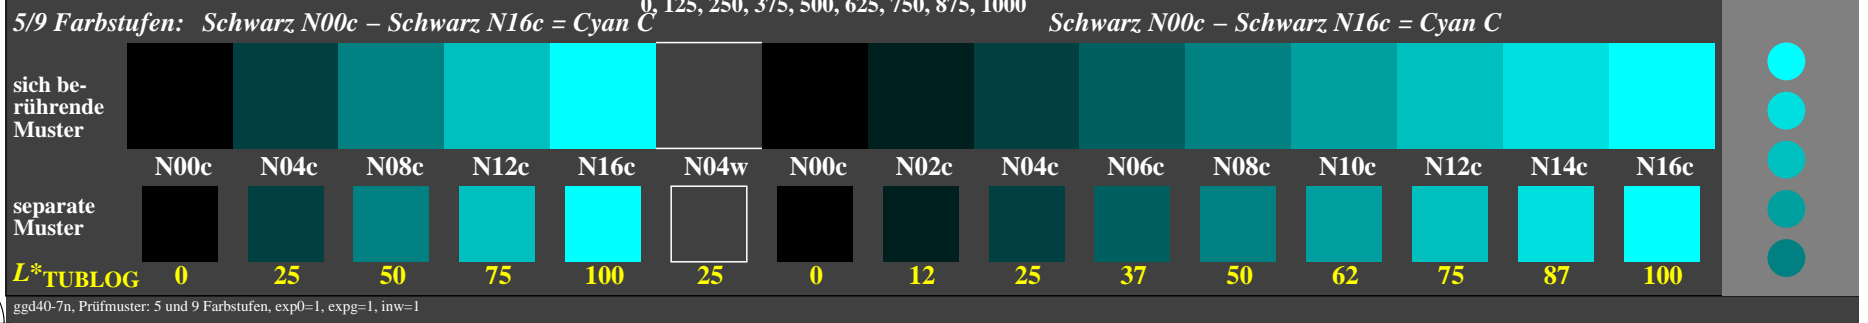 0, 125, 250, 375, 500, 625, 750, 875, 1000
5/9 Farbstufen: Schwarz N00c – Schwarz N16c = Cyan C
Schwarz N00c – Schwarz N16c = Cyan C
sich be-
rührende
Muster
N00c N04c N08c N12c N16c N04w N00c N02c N04c N06c N08c N10c N12c N14c N16c
separate
Muster
L*TUBLOG 0 25 50 75 100 25 0 12 25 37 50 62 75 87 100
ggd40-7n, Prüfmuster: 5 und 9 Farbstufen, exp0=1, expg=1, inw=1